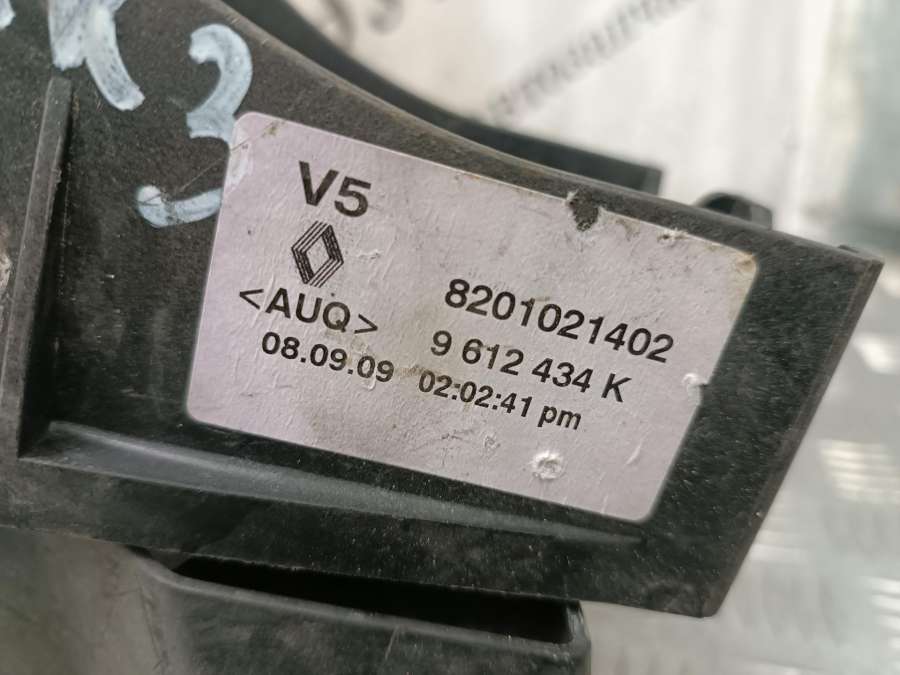 V5
8201021402
<AUQ>
9 612 434 K
08.09.09 02:02:41 pm